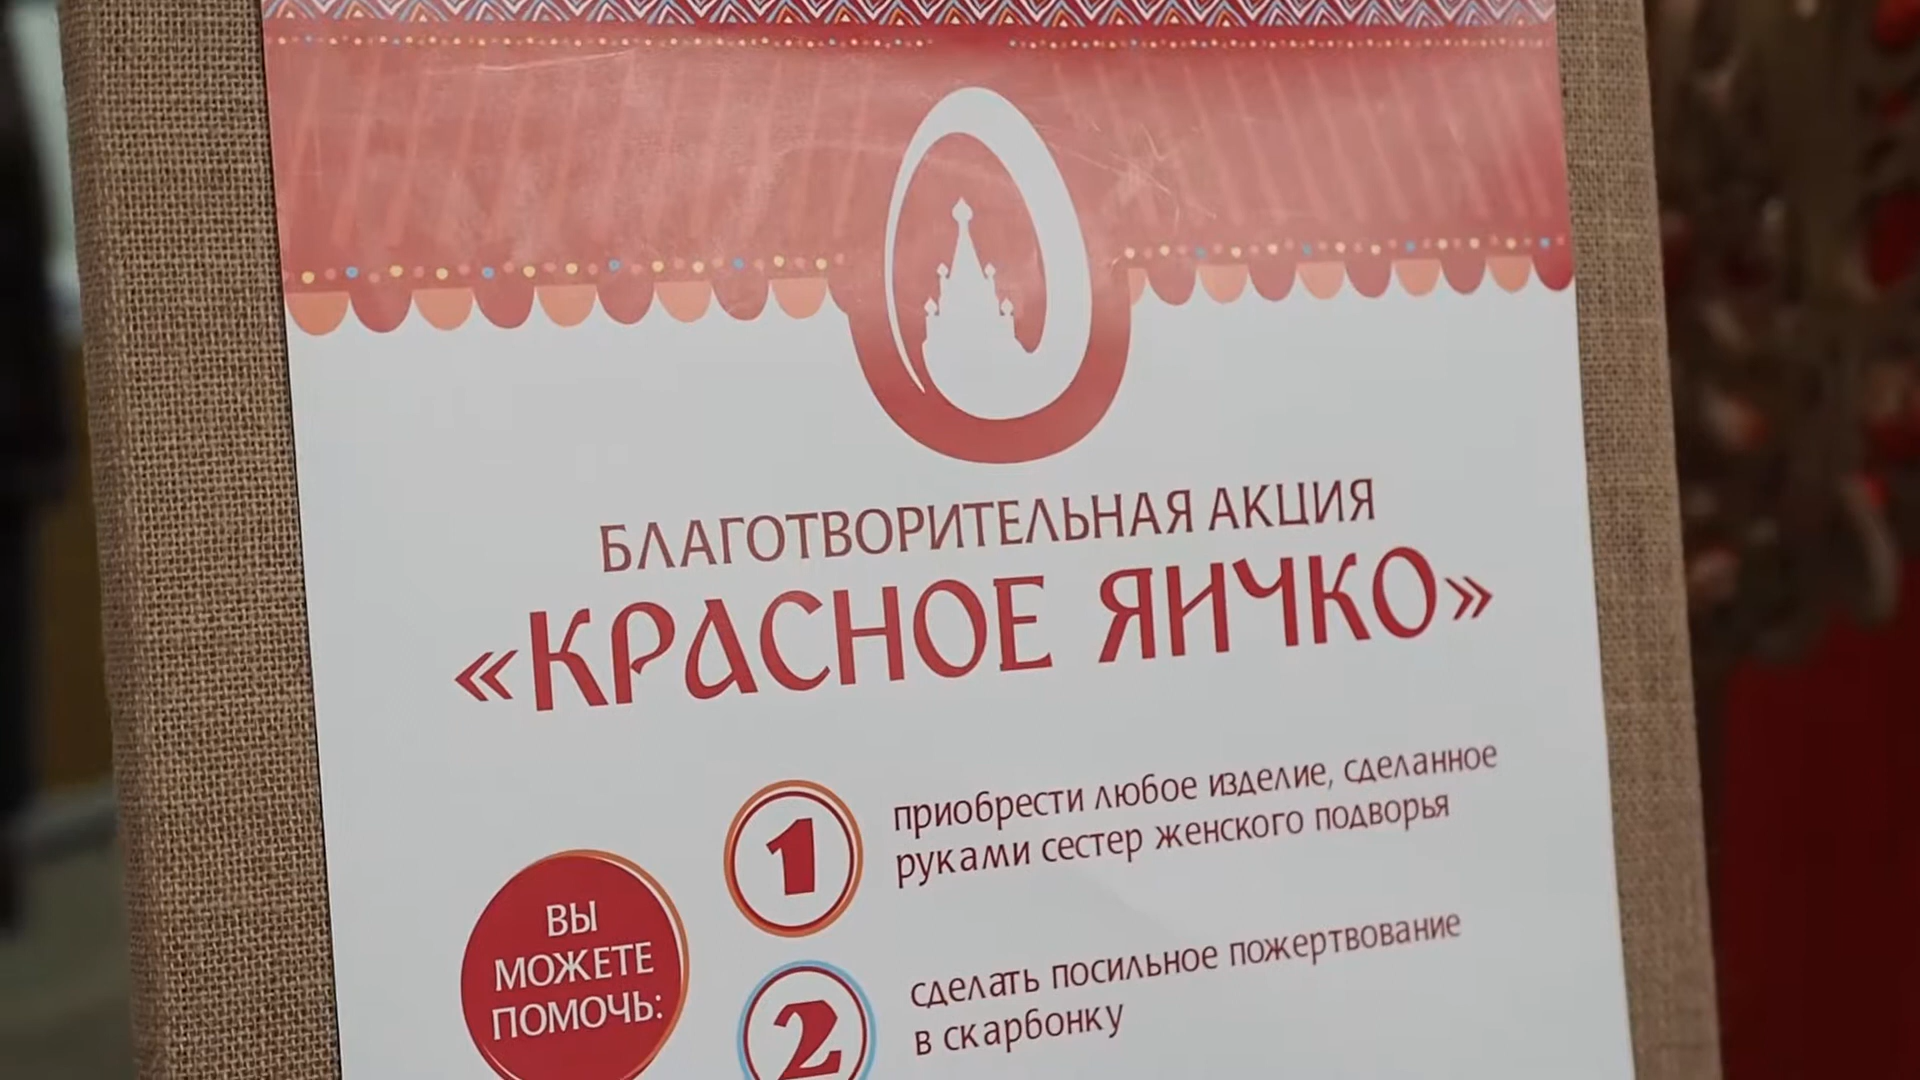 БЛАГОТВОРИТЕЛЬНАЯ АКЦИЯ
«КРАСНОЕ ЯИЧКО»
ВЫ
МОЖЕТЕ
ПОМОЧЬ:
1
приобрести любое изделие, сделанное
руками сестер женского подворья
2
сделать посильное пожертвование
в скарбонку